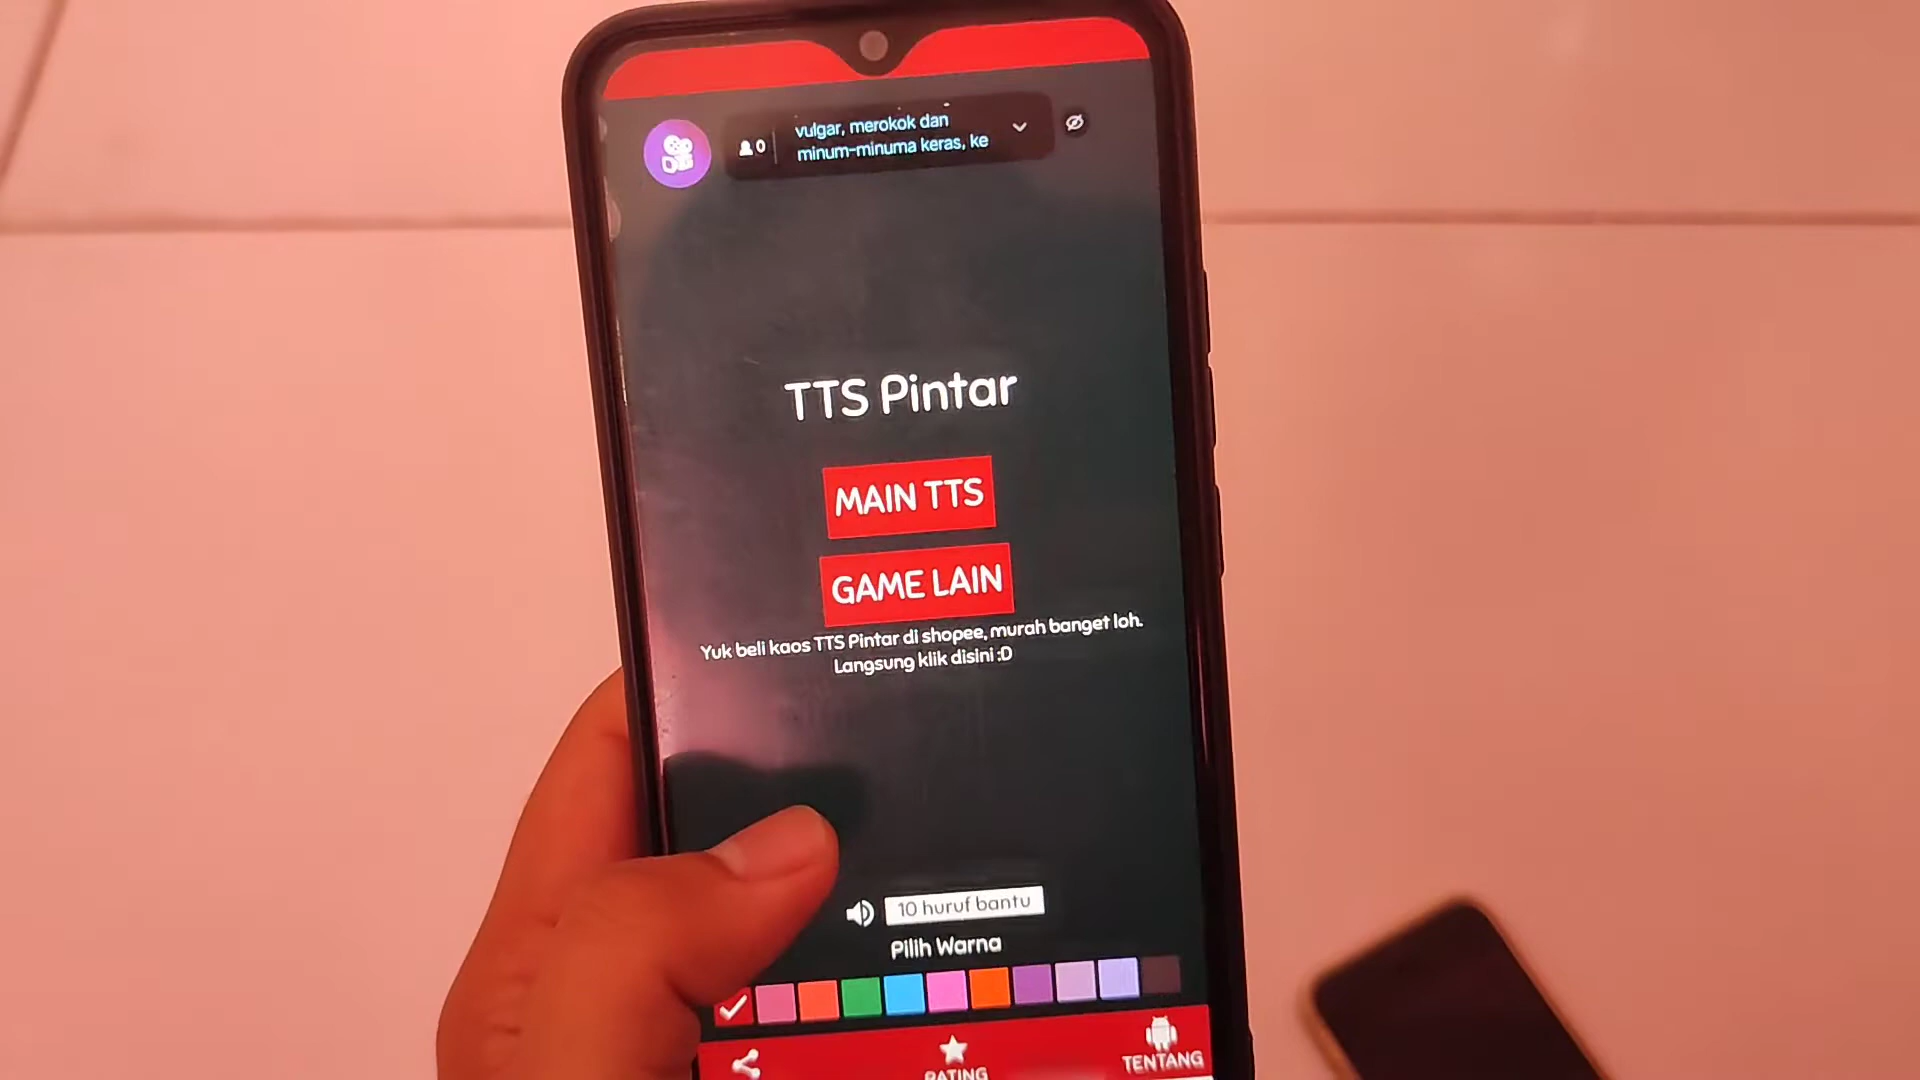 0
vulgar, merokok dan
minum-minuma keras, ke
TTS Pintar
MAIN TTS
GAME LAIN
Yuk beli kaos TTS Pintar di shopee, murah banget loh.
Langsung klik disini :D
10 huruf bantu
Pilih Warna
RATING
TENTANG